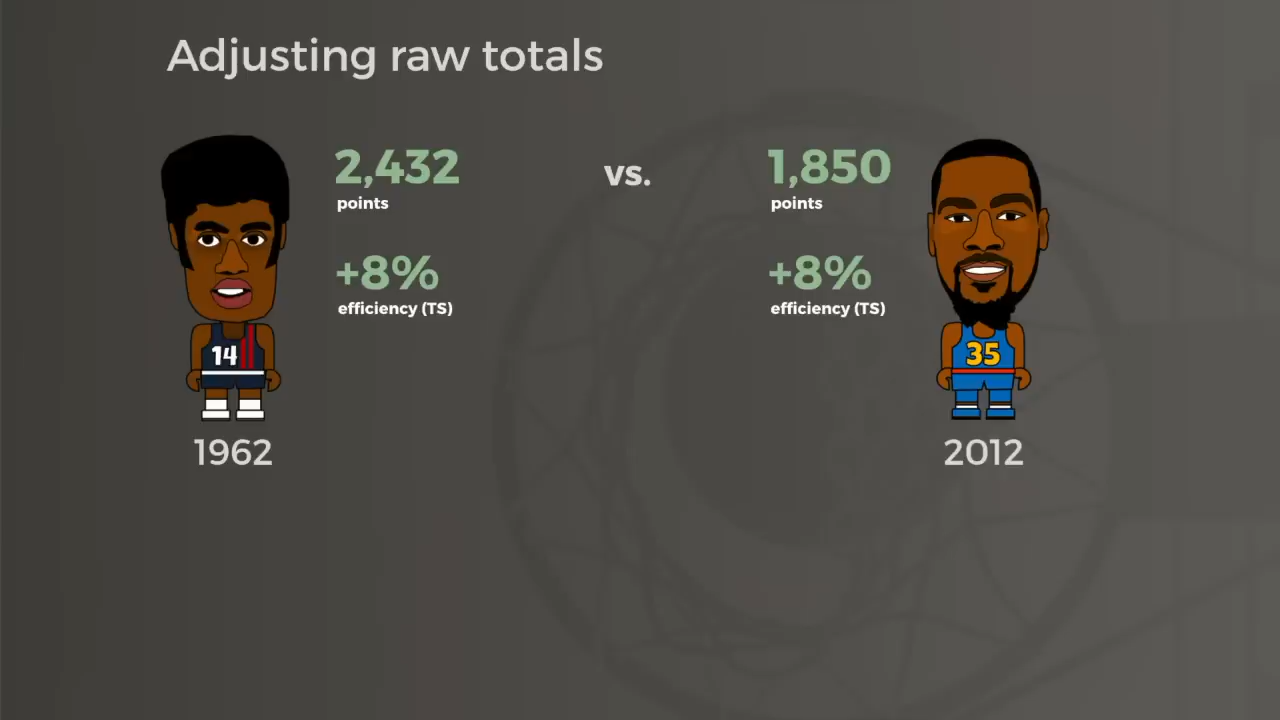 Adjusting raw totals
2,432
points
+8%
efficiency (TS)
14
1962
vs.
1,850
points
+8%
efficiency (TS)
35
2012